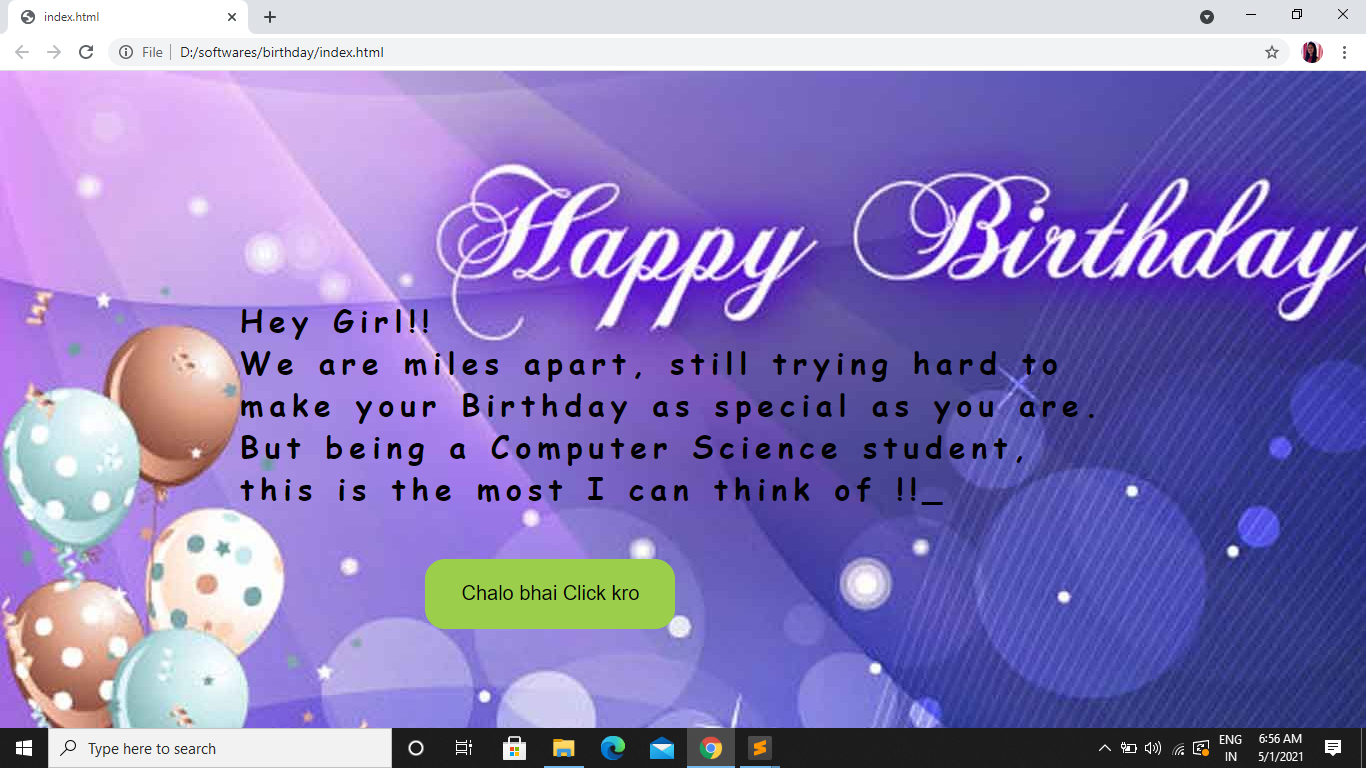 index.html
File
D:/softwares/birthday/index.html
Happy Birthday
Hey Girl!!
We are miles apart, still trying hard to
make your Birthday as special as you are.
But being a Computer Science student,
this is the most I can think of !!_
Chalo bhai Click kro
Type here to search
ENG
IN
6:56 AM
5/1/2021